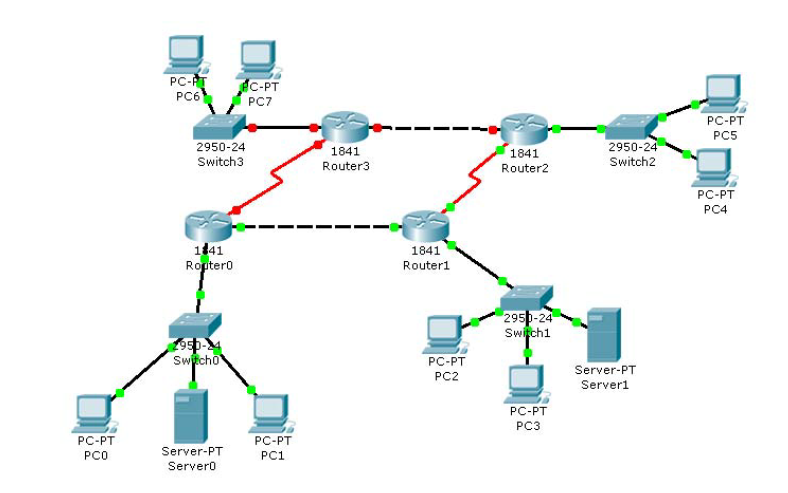 PC-PT
PC6
PC-PT
PC7
2950-24
Switch3
1841
Router3
1841
Router2
2950-24
Switch2
PC-PT
PC5
PC-PT
PC4
1841
Router0
1841
Router1
2950-24
Switch0
2950-24
Switch1
PC-PT
PC2
PC-PT
PC3
Server-PT
Server1
PC-PT
PC0
Server-PT
Server0
PC-PT
PC1